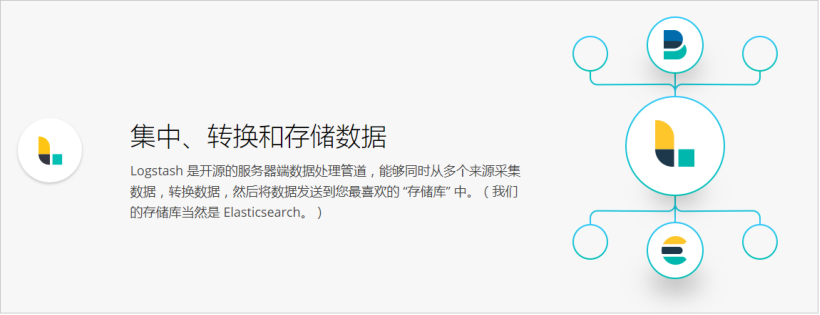 集中、转换和存储数据
Logstash 是开源的服务器端数据处理管道，能够同时从多个来源采集
数据，转换数据，然后将数据发送到您最喜欢的 “存储库” 中。（ 我们
的存储库当然是 Elasticsearch。）